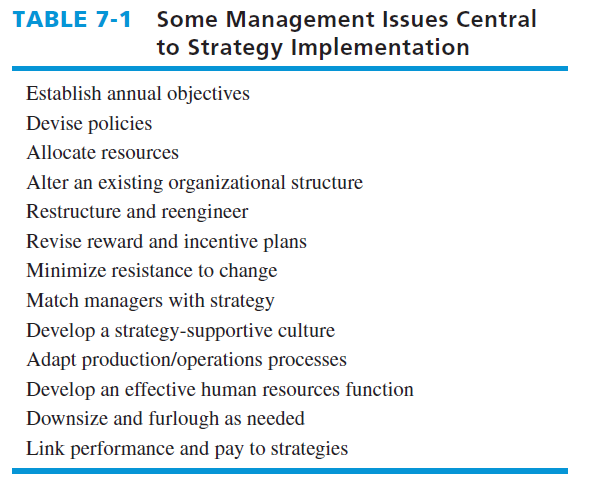 TABLE 7-1 Some Management Issues Central
to Strategy Implementation
Establish annual objectives
Devise policies
Allocate resources
Alter an existing organizational structure
Restructure and reengineer
Revise reward and incentive plans
Minimize resistance to change
Match managers with strategy
Develop a strategy-supportive culture
Adapt production/operations processes
Develop an effective human resources function
Downsize and furlough as needed
Link performance and pay to strategies